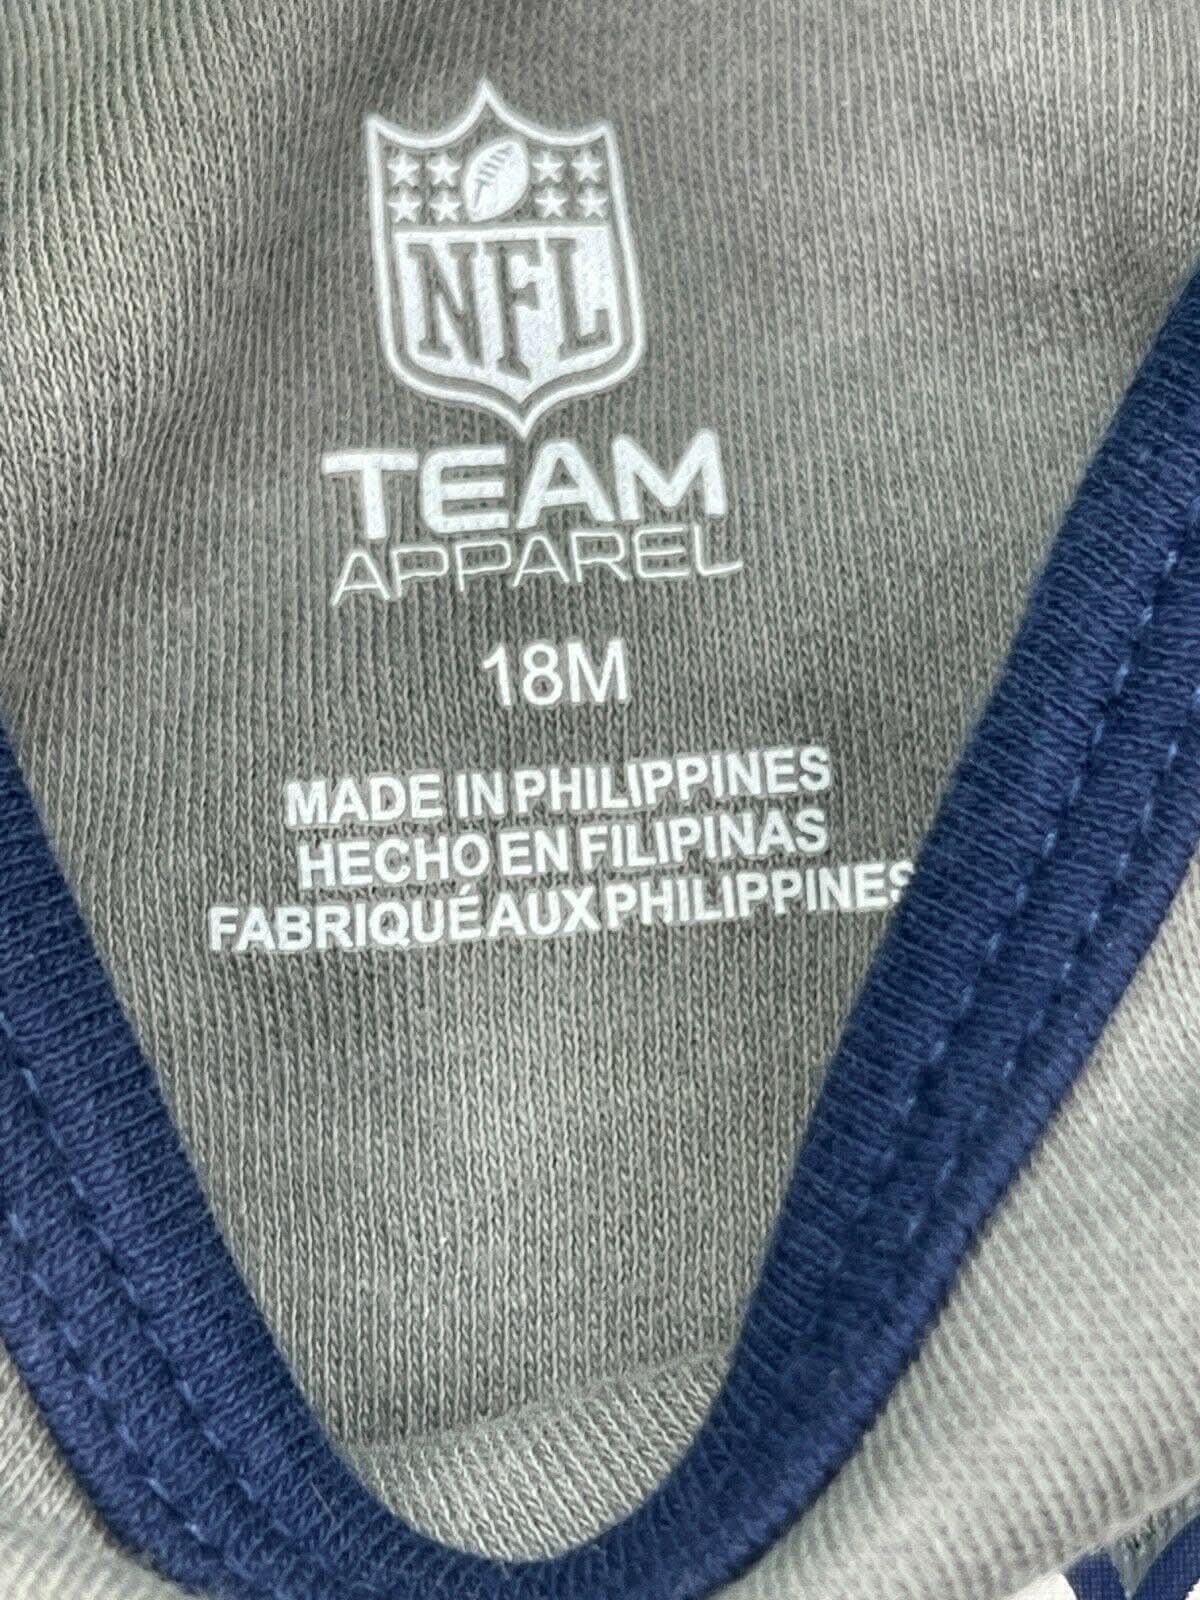 NFL
TEAM
APPAREL
18M
MADE IN PHILIPPINES
HECHO EN FILIPINAS
FABRIQUÉ AUX PHILIPPINES